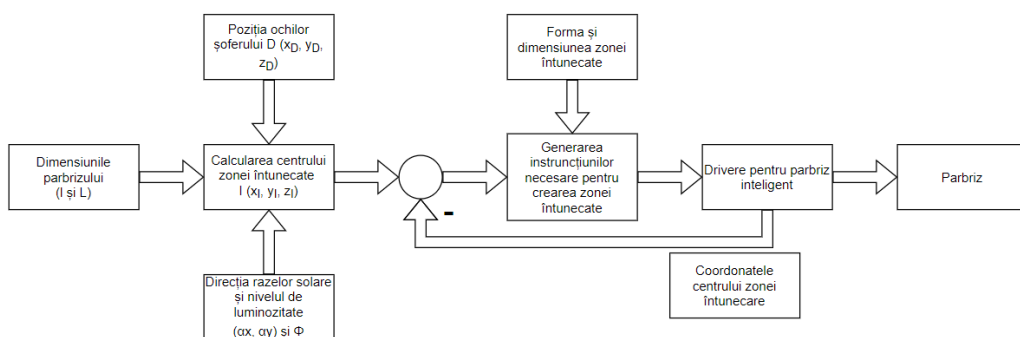 Poziția ochilor
șoferului D (xD, yD,
zD)
Forma și
dimensiunea zonei
întunecate
Dimensiunile
parbrizului
(l și L)
Calcularea centrului
zonei întunecate
I (xI, yI, zI)
-
Generarea
instrucțiunilor
necesare pentru
crearea zonei
întunecate
Drivere pentru parbriz
inteligent
Parbriz
Direcția razelor solare
și nivelul de
luminozitate
(αx, αy) și Φ
Coordonatele
centrului zonei
întunecare